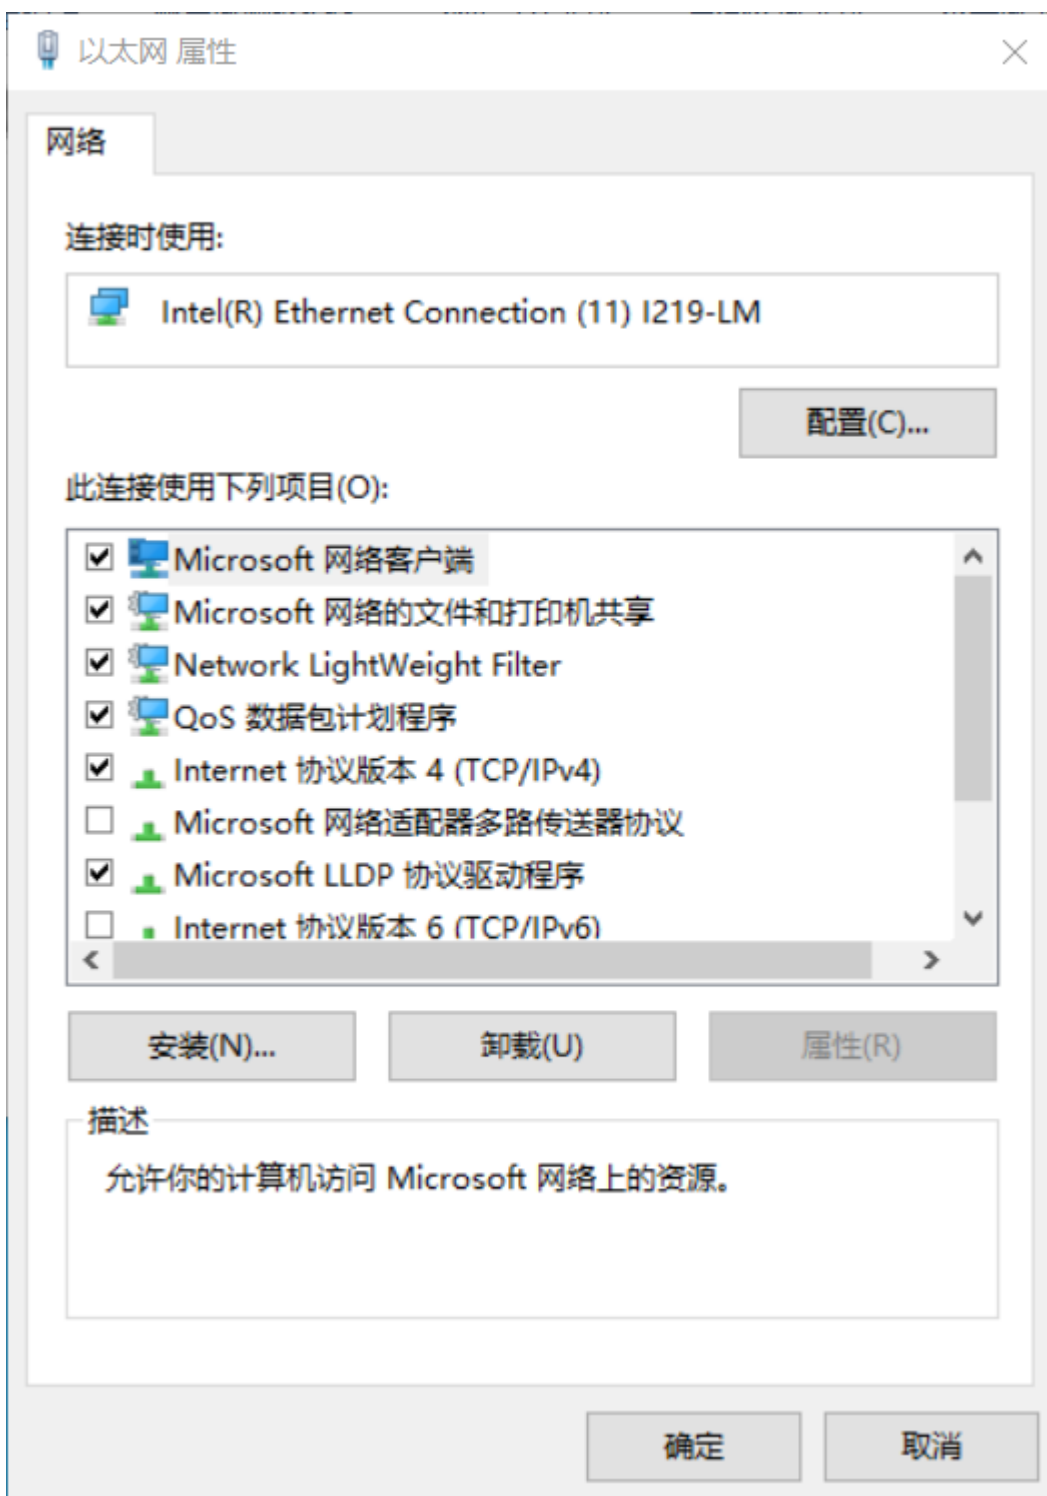 以太网 属性
网络
连接时使用:
Intel(R) Ethernet Connection (11) I219-LM
配置(C)...
此连接使用下列项目(O):
Microsoft 网络客户端
Microsoft 网络的文件和打印机共享
Network LightWeight Filter
QoS 数据包计划程序
Internet 协议版本 4 (TCP/IPv4)
Microsoft 网络适配器多路传送器协议
Microsoft LLDP 协议驱动程序
Internet 协议版本 6 (TCP/IPv6)
安装(N)... 卸载(U) 属性(R)
描述
允许你的计算机访问 Microsoft 网络上的资源。
确定 取消